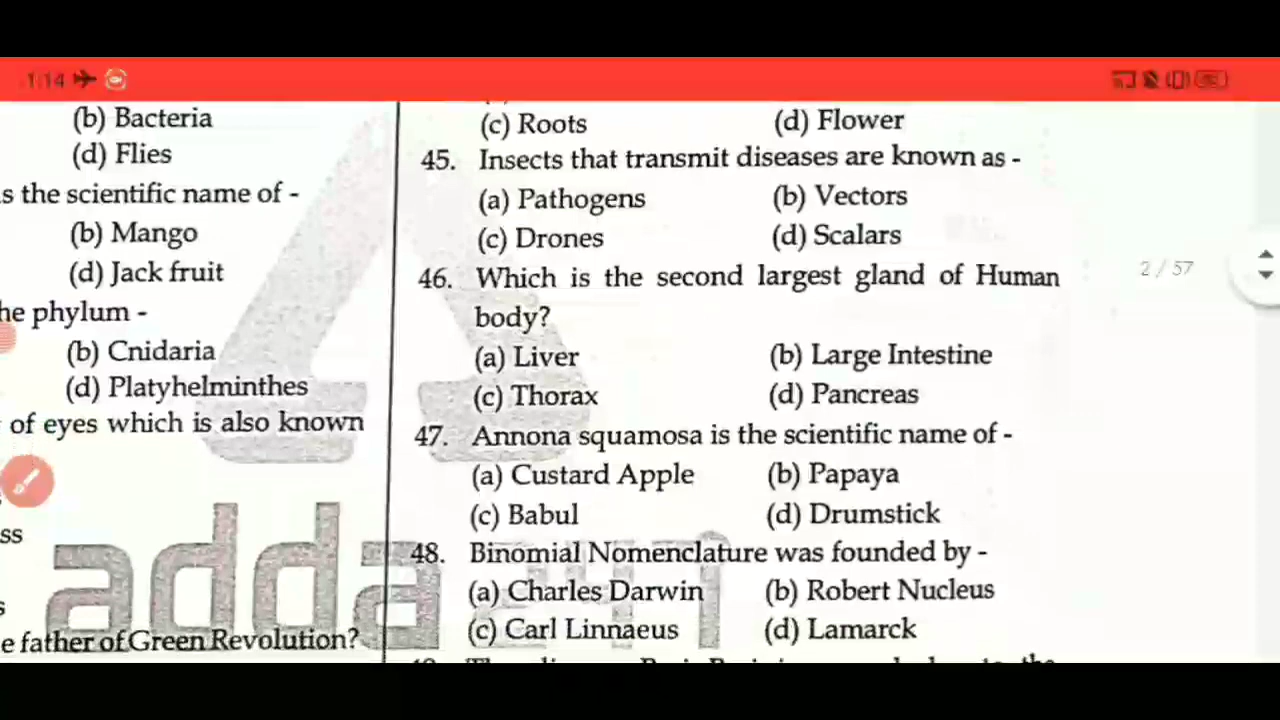 1:14
(b) Bacteria
(d) Flies
s the scientific name of -
(b) Mango
(d) Jack fruit
he phylum -
(b) Cnidaria
(d) Platyhelminthes
of eyes which is also known
ss
s
e father of Green Revolution?
(c) Roots (d) Flower
45. Insects that transmit diseases are known as -
(a) Pathogens (b) Vectors
(c) Drones (d) Scalars
46. Which is the second largest gland of Human
body?
(a) Liver (b) Large Intestine
(c) Thorax (d) Pancreas
47. Annona squamosa is the scientific name of -
(a) Custard Apple (b) Papaya
(c) Babul (d) Drumstick
48. Binomial Nomenclature was founded by -
(a) Charles Darwin (b) Robert Nucleus
(c) Carl Linnaeus (d) Lamarck
2 / 57
adda 247